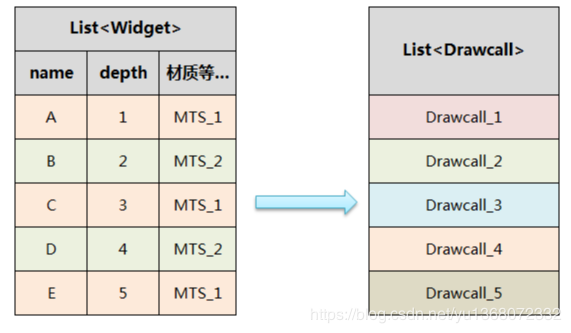 List<Widget>
name depth 材质等...
A 1 MTS_1
B 2 MTS_2
C 3 MTS_1
D 4 MTS_2
E 5 MTS_1
List<Drawcall>
Drawcall_1
Drawcall_2
Drawcall_3
Drawcall_4
Drawcall_5
https://blog.csdn.net/yu1368072332